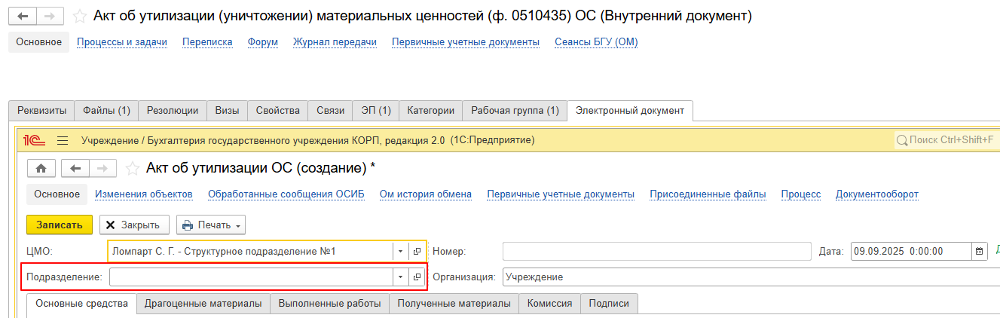 Акт об утилизации (уничтожении) материальных ценностей (ф. 0510435) ОС (Внутренний документ)
Основное Процессы и задачи Переписка Форум Журнал передачи Первичные учетные документы Сеансы БГУ (ОМ)
Реквизиты Файлы (1) Резолюции Визы Свойства Связи ЭП (1) Категории Рабочая группа (1) Электронный документ
1С Учреждение / Бухгалтерия государственного учреждения КОРП, редакция 2.0 (1С:Предприятие) Поиск Ctrl+Shift+F
Акт об утилизации ОС (создание) *
Основное Изменения объектов Обработанные сообщения ОСИБ Ом история обмена Первичные учетные документы Присоединенные файлы Процесс Документооборот
Записать Закрыть Печать
ЦМО: Ломпарт С. Г. - Структурное подразделение №1 Номер: Дата: 09.09.2025 0:00:00
Подразделение: Организация: Учреждение
Основные средства Драгоценные материалы Выполненные работы Полученные материалы Комиссия Подписи